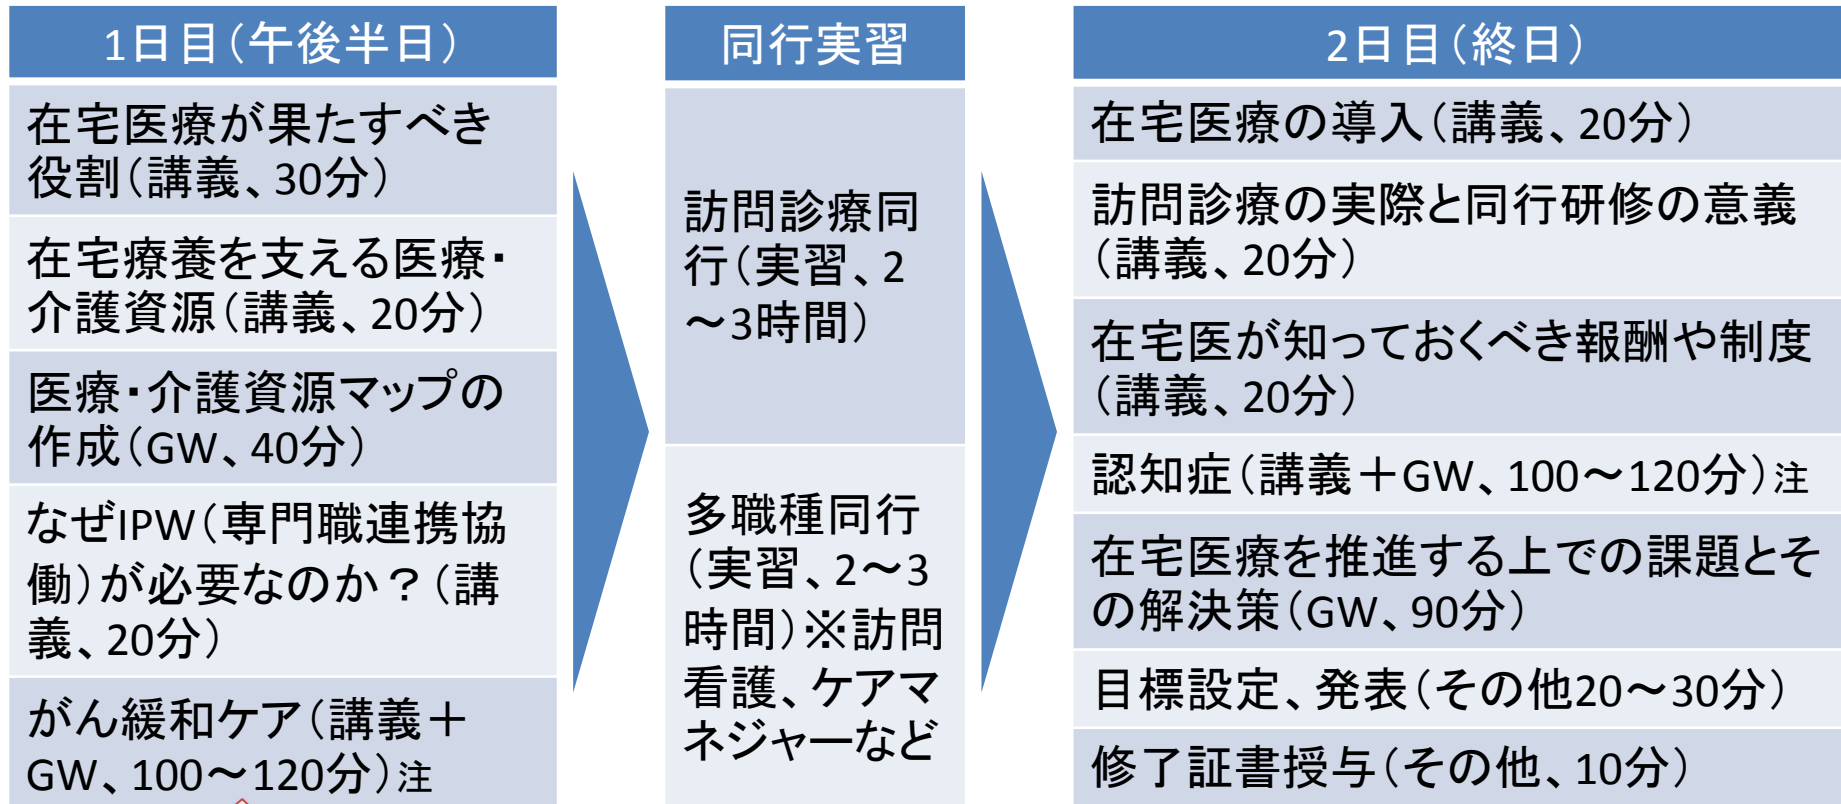 1日目（午後半日）
在宅医療が果たすべき
役割（講義、30分）
在宅療養を支える医療・
介護資源（講義、20分）
医療・介護資源マップの
作成（GW、40分）
なぜIPW（専門職連携協
働）が必要なのか？（講
義、20分）
がん緩和ケア（講義＋
GW、100～120分）注
同行実習
訪問診療同
行（実習、2
～3時間）
多職種同行
（実習、2～3
時間）※訪問
看護、ケアマ
ネジャーなど
2日目（終日）
在宅医療の導入（講義、20分）
訪問診療の実際と同行研修の意義
（講義、20分）
在宅医が知っておくべき報酬や制度
（講義、20分）
認知症（講義＋GW、100～120分）注
在宅医療を推進する上での課題とそ
の解決策（GW、90分）
目標設定、発表（その他20～30分）
修了証書授与（その他、10分）